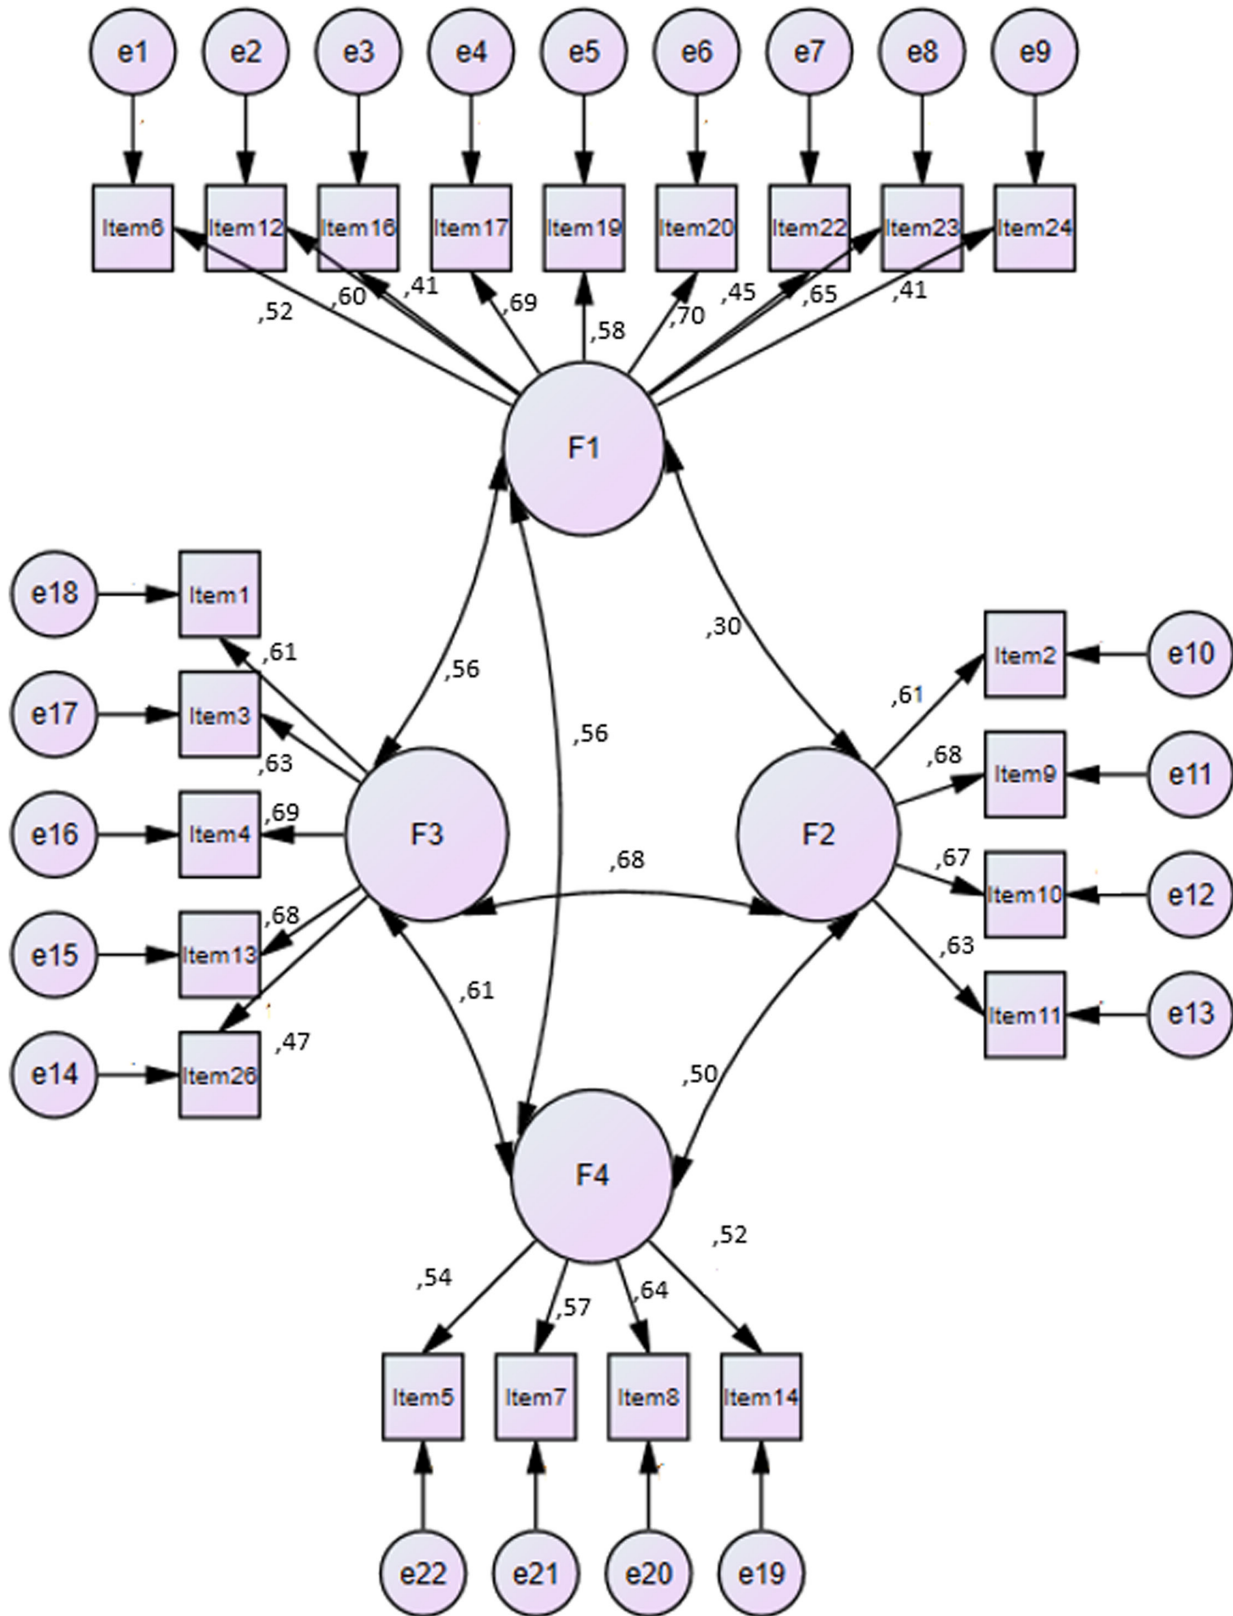 e1 e2 e3 e4 e5 e6 e7 e8 e9
Item6 Item12 Item16 Item17 Item19 Item20 Item22 Item23 Item24
,52 ,60 ,41 ,69 ,58 ,70 ,45 ,65 ,41
F1
e18 Item1
,61
,56
,30
Item2 e10
e17 Item3
,63
,56
,61
,68
Item9 e11
e16 Item4 ,69 F3
F2
,68
,67
Item10 e12
e15 Item13 ,68
,63
,61
Item11 e13
e14 Item26 ,47
,50
F4
,54 ,57 ,64 ,52
Item5 Item7 Item8 Item14
e22 e21 e20 e19